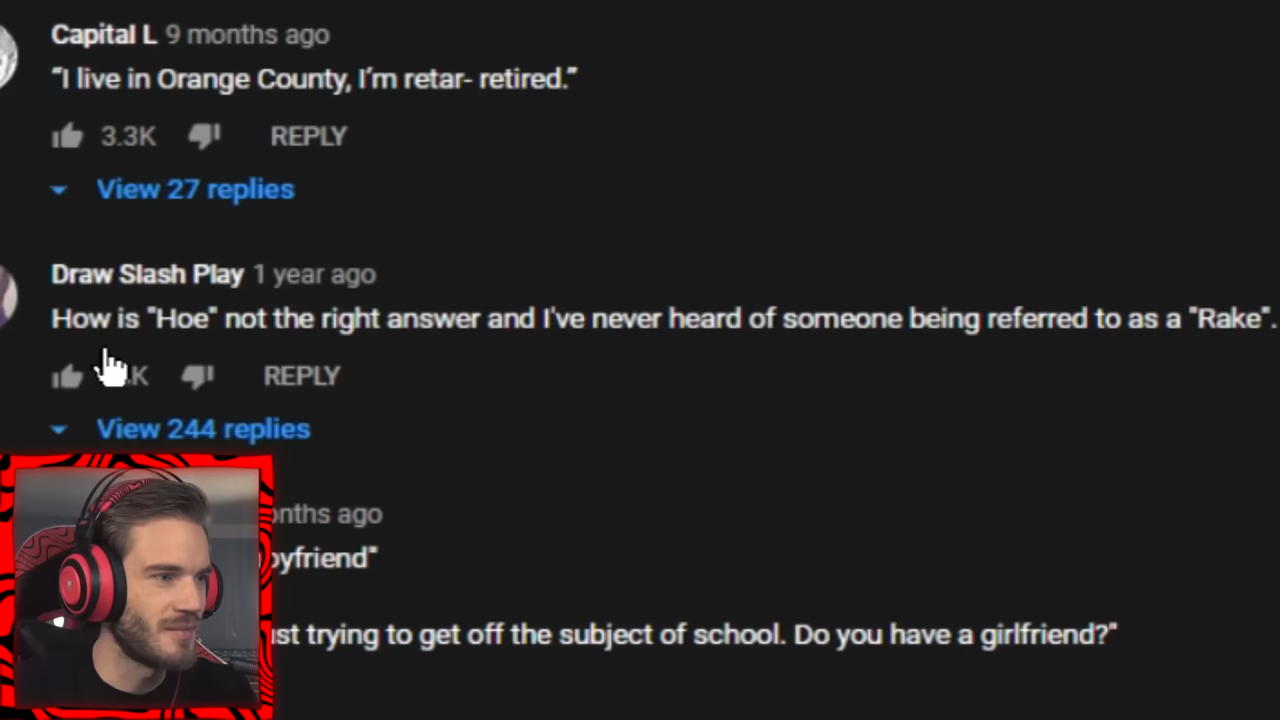 Capital L 9 months ago
“I live in Orange County, I’m retar- retired.”
3.3K REPLY
View 27 replies
Draw Slash Play 1 year ago
How is "Hoe" not the right answer and I've never heard of someone being referred to as a "Rake".
REPLY
View 244 replies
ago
trying to get off the subject of school. Do you have a girlfriend?"